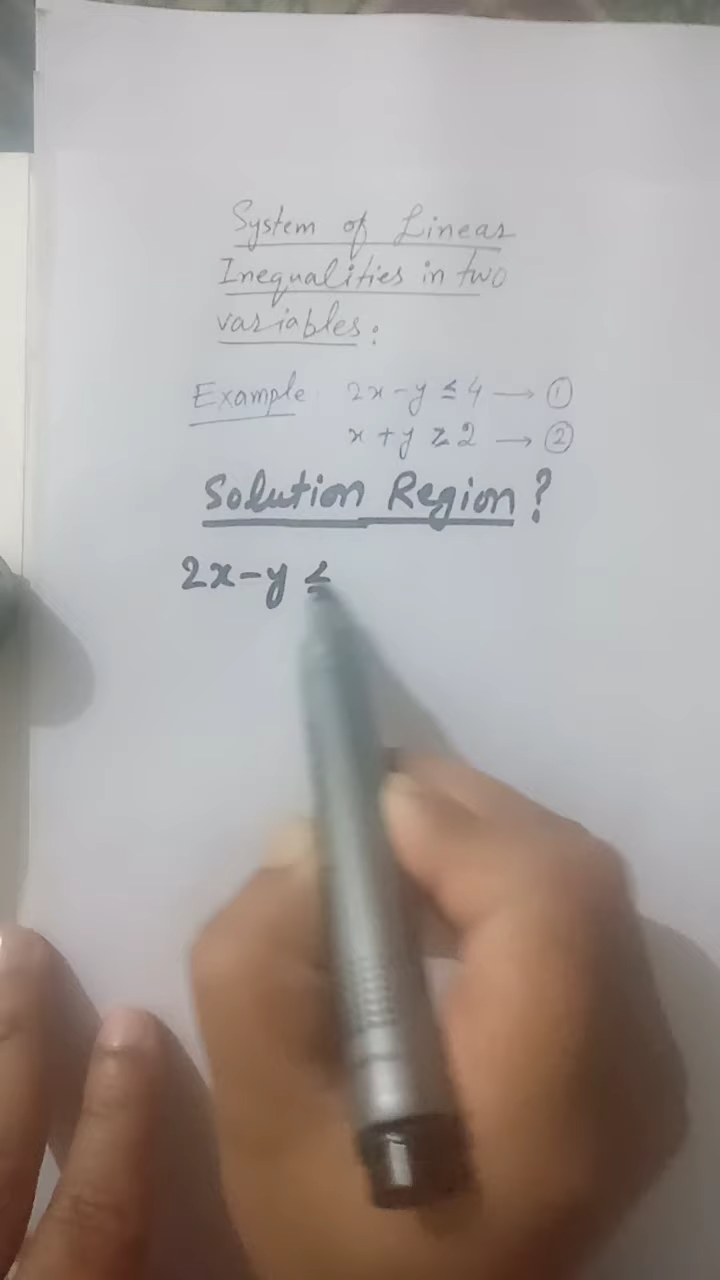 System of Linear
Inequalities in two
variables:
Example: 2x-y ≤ 4 → ①
x + y ≥ 2 → ②
Solution Region?
2x-y ≤